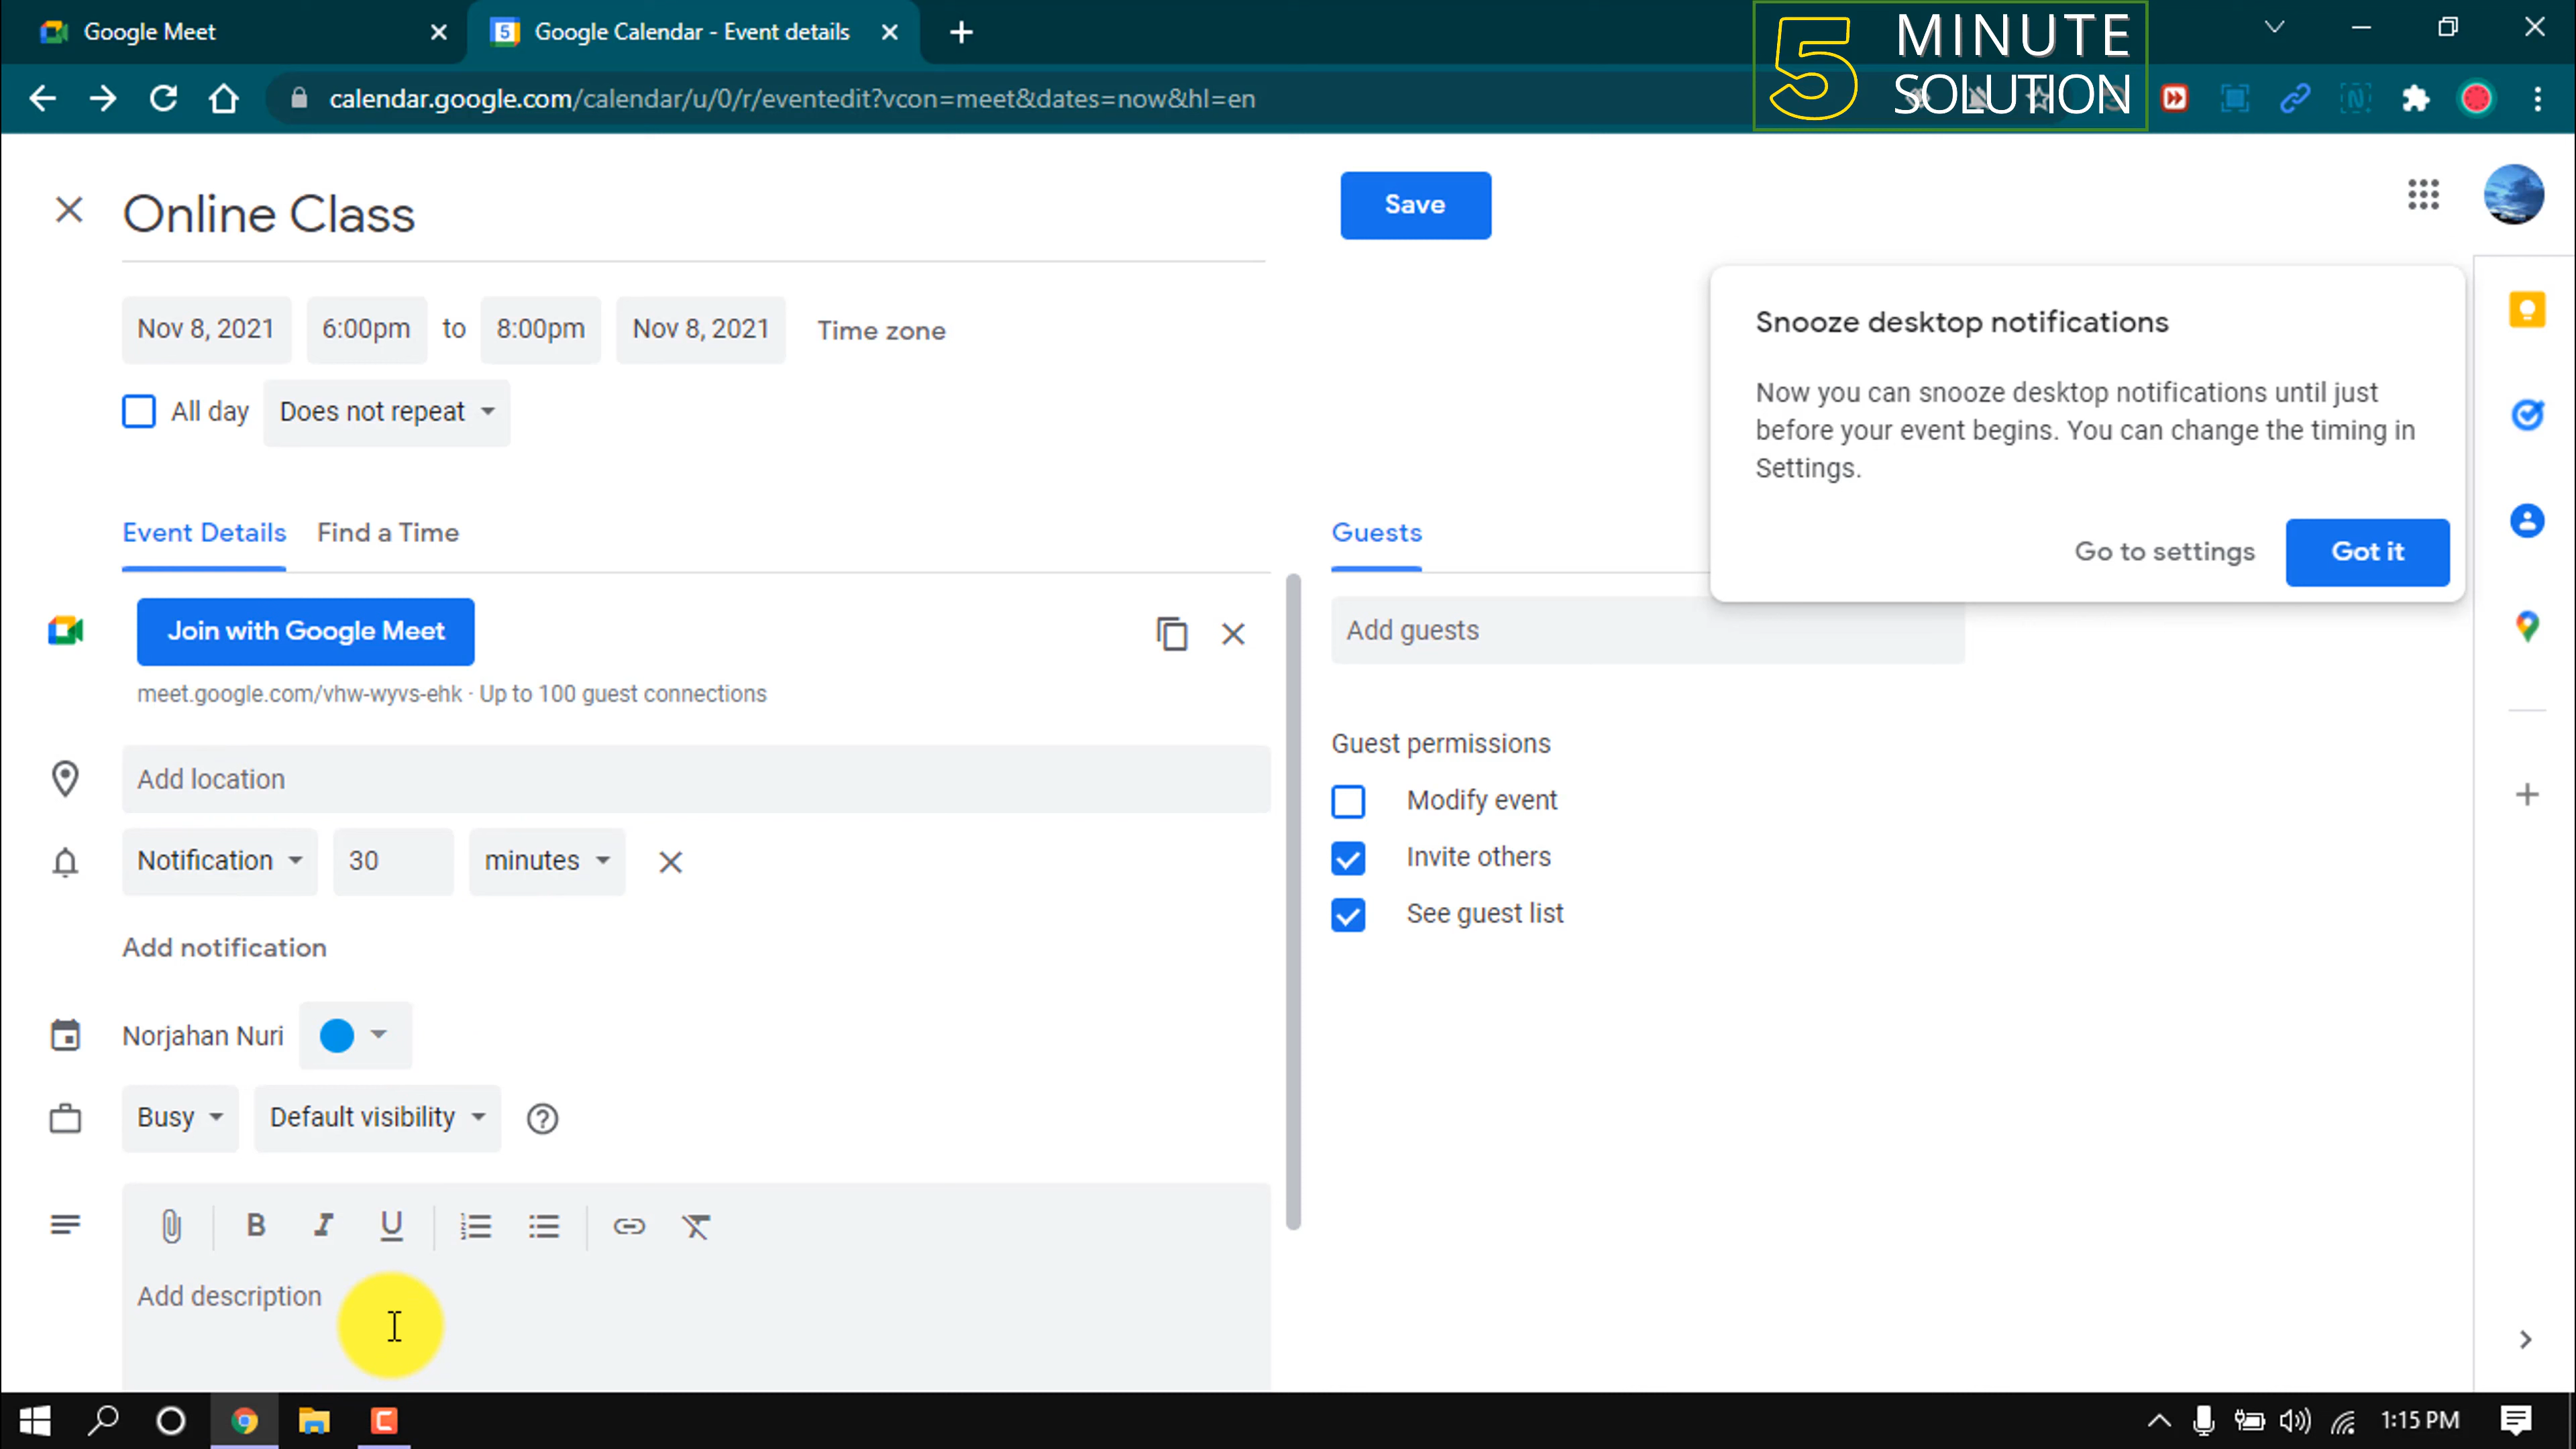 Google Meet
Google Calendar - Event details
5 MINUTE SOLUTION
calendar.google.com/calendar/u/0/r/eventedit?vcon=meet&dates=now&hl=en
Online Class
Save
Nov 8, 2021 6:00pm to 8:00pm Nov 8, 2021 Time zone
All day Does not repeat
Snooze desktop notifications
Now you can snooze desktop notifications until just
before your event begins. You can change the timing in
Settings.
Go to settings Got it
Event Details Find a Time
Join with Google Meet
meet.google.com/vhw-wyvs-ehk · Up to 100 guest connections
Add location
Notification 30 minutes
Add notification
Norjahan Nuri
Busy Default visibility
B I U
Add description
Guests
Add guests
Guest permissions
Modify event
Invite others
See guest list
1:15 PM